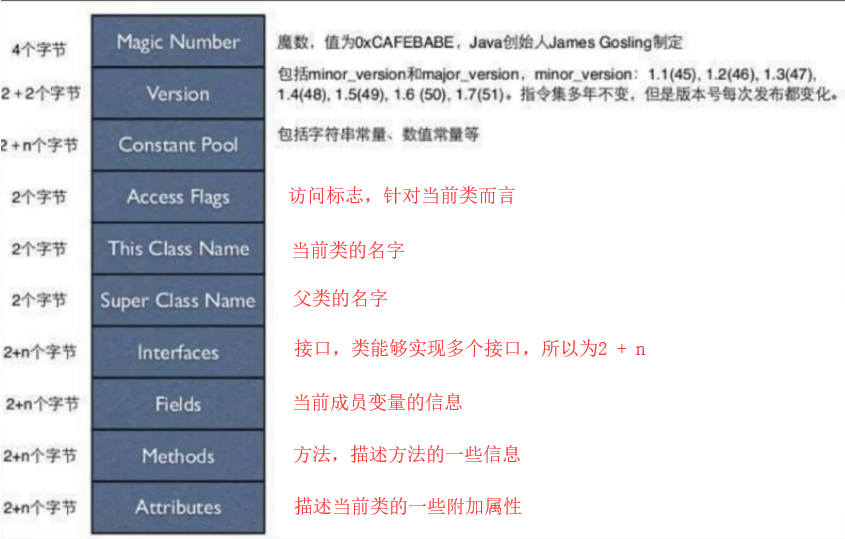 4个字节 Magic Number 魔数，值为0xCAFEBABE，Java创始人James Gosling制定
2+2个字节 Version 包括minor_version和major_version，minor_version：1.1(45), 1.2(46), 1.3(47),
1.4(48), 1.5(49), 1.6 (50), 1.7(51)。指令集多年不变，但是版本号每次发布都变化。
2+n个字节 Constant Pool 包括字符串常量、数值常量等
2个字节 Access Flags 访问标志，针对当前类而言
2个字节 This Class Name 当前类的名字
2个字节 Super Class Name 父类的名字
2+n个字节 Interfaces 接口，类能够实现多个接口，所以为2 + n
2+n个字节 Fields 当前成员变量的信息
2+n个字节 Methods 方法，描述方法的一些信息
2+n个字节 Attributes 描述当前类的一些附加属性